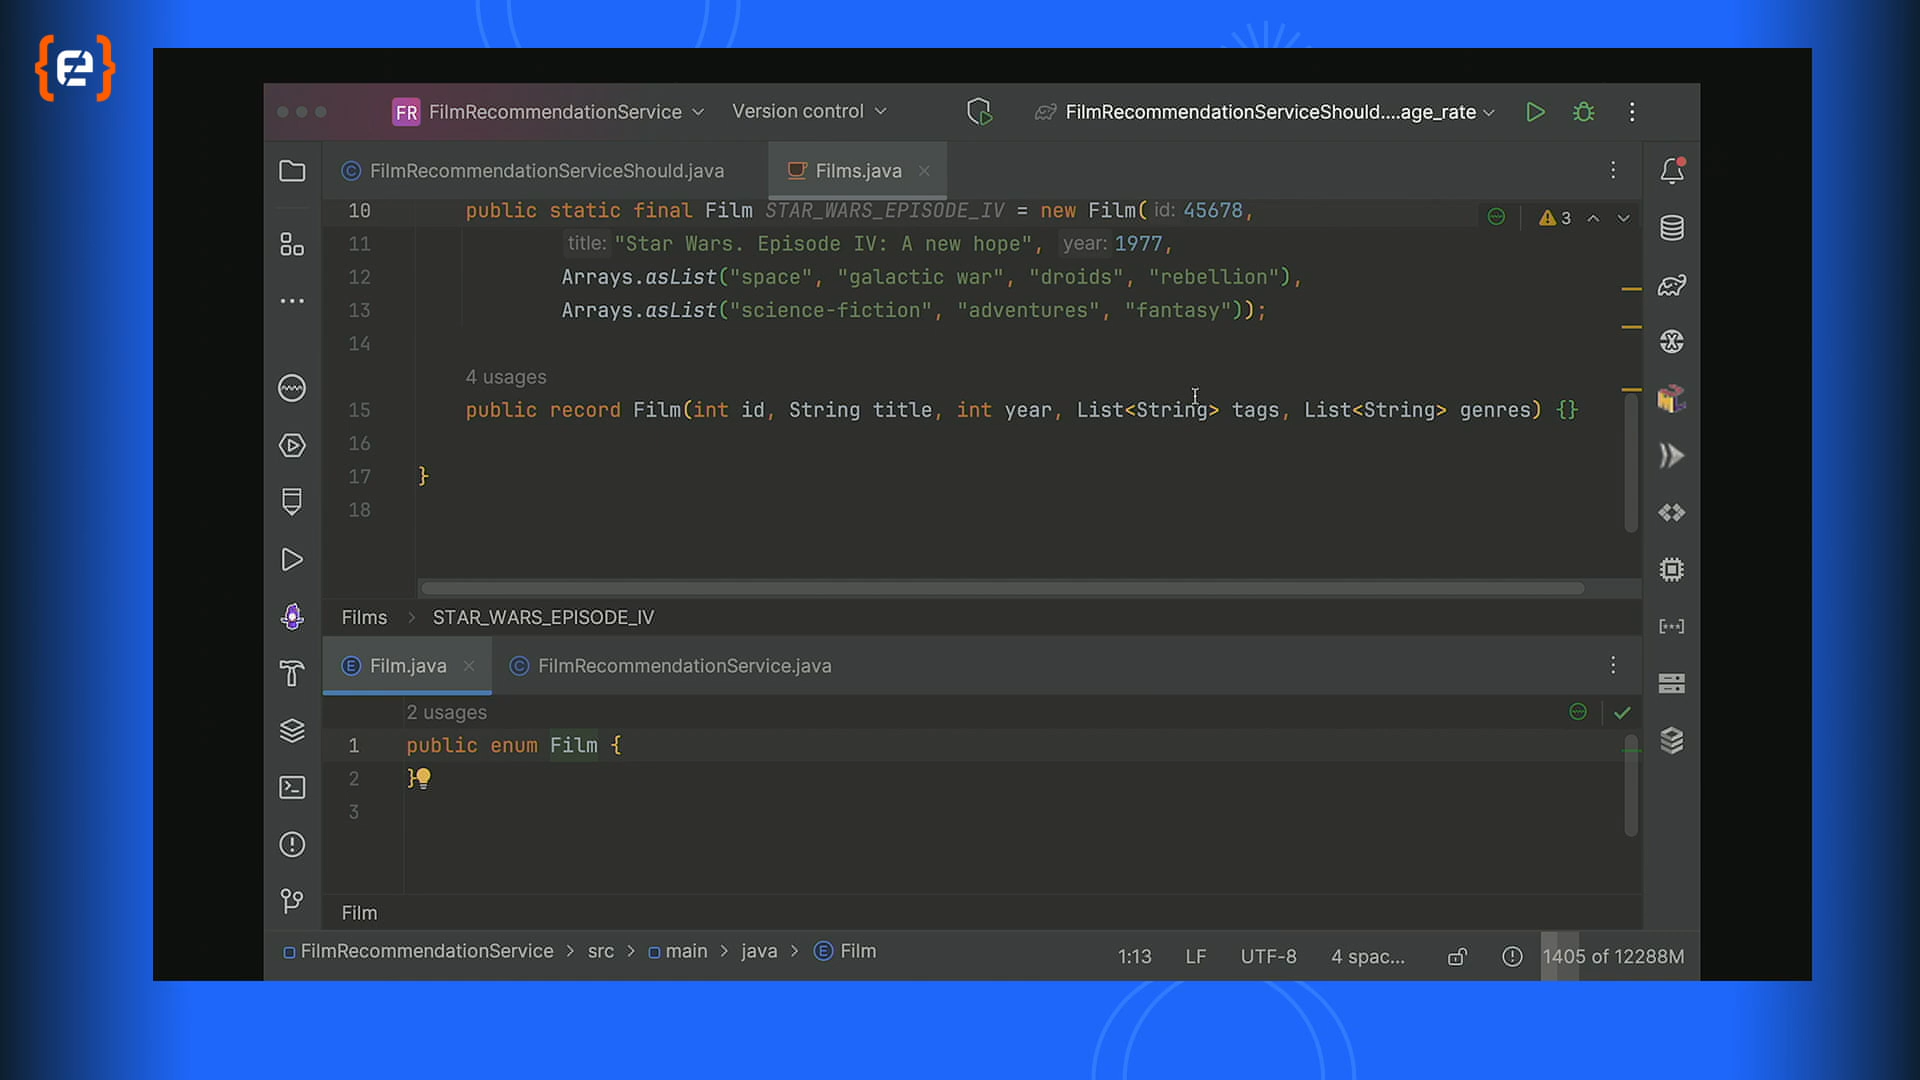 FR FilmRecommendationService Version control FilmRecommendationServiceShould....age_rate
FilmRecommendationServiceShould.java Films.java
10 public static final Film STAR_WARS_EPISODE_IV = new Film( id: 45678,
3
11 title: "Star Wars. Episode IV: A new hope", year: 1977,
12 Arrays.asList("space", "galactic war", "droids", "rebellion"),
13 Arrays.asList("science-fiction", "adventures", "fantasy"));
14
4 usages
15 public record Film(int id, String title, int year, List<String> tags, List<String> genres) {}
16
17 }
18
Films > STAR_WARS_EPISODE_IV
Film.java FilmRecommendationService.java
2 usages
1 public enum Film {
2 }
3
Film
FilmRecommendationService > src > main > java > Film 1:13 LF UTF-8 4 spac... 1405 of 12288M